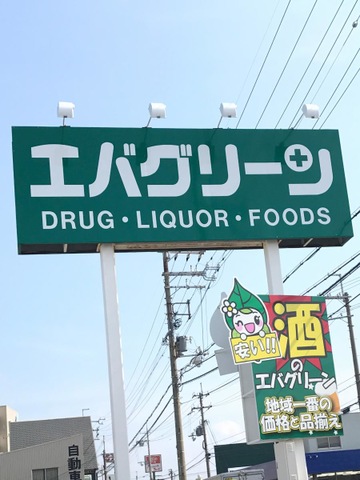 エバグリーン
DRUG・LIQUOR・FOODS
安い!!
酒の
エバグリーン
地域一番の
価格と品揃え
自動車